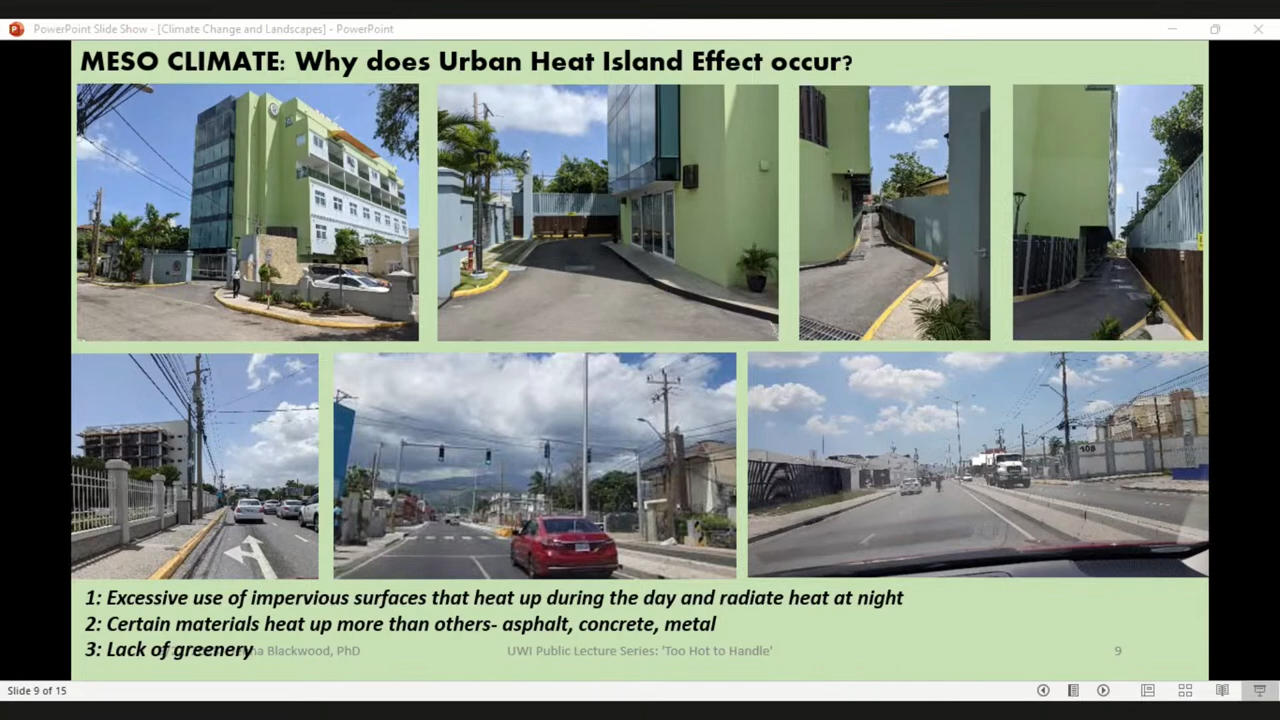 PowerPoint Slide Show - [Climate Change and Landscapes] - PowerPoint
MESO CLIMATE: Why does Urban Heat Island Effect occur?
108
1: Excessive use of impervious surfaces that heat up during the day and radiate heat at night
2: Certain materials heat up more than others- asphalt, concrete, metal
3: Lack of greenery
Blackwood, PhD
UWI Public Lecture Series: 'Too Hot to Handle'
9
Slide 9 of 15